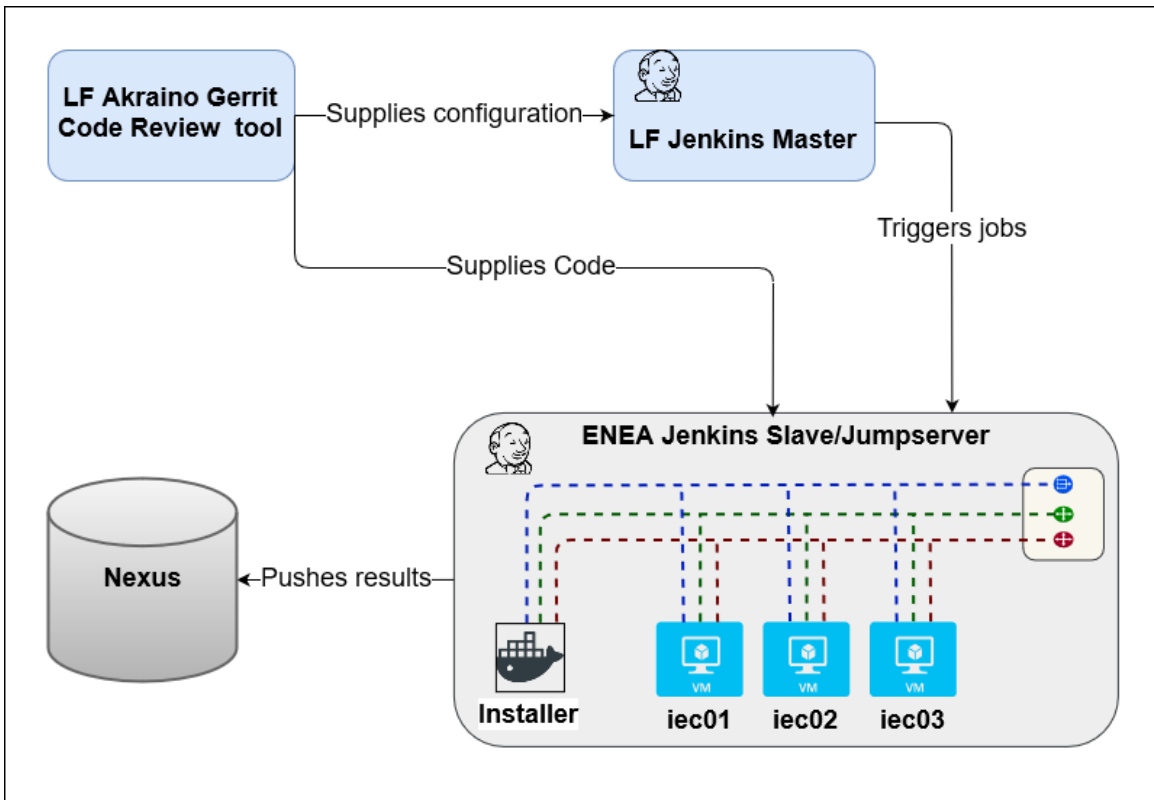 LF Akraino Gerrit
Code Review tool
Supplies configuration
LF Jenkins Master
Triggers jobs
Supplies Code
ENEA Jenkins Slave/Jumpserver
Nexus
Pushes results
VM
VM
VM
Installer
iec01
iec02
iec03